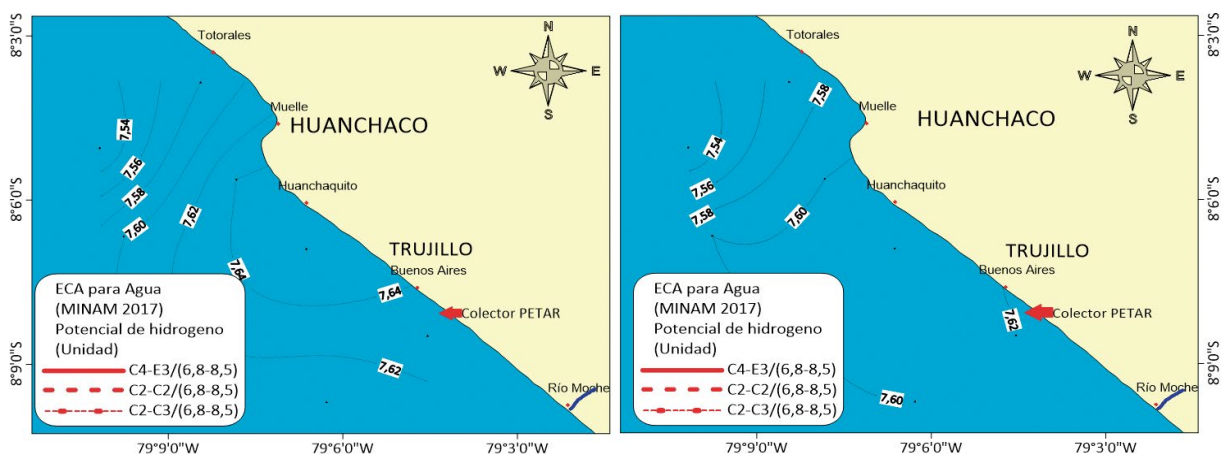 8°3'0"S
8°6'0"S
8°9'0"S
Totorales
N
W
E
S
Muelle
HUANCHACO
7,54
7,56
7,58
7,60
7,62
Huanchaquito
TRUJILLO
Buenos Aires
7,64
7,64
Colector PETAR
7,62
Río Moche
ECA para Agua
(MINAM 2017)
Potencial de hidrogeno
(Unidad)
C4-E3/(6,8-8,5)
C2-C2/(6,8-8,5)
C2-C3/(6,8-8,5)
79°9'0"W
79°6'0"W
79°3'0"W
Totorales
N
W
E
S
7,58
Muelle
HUANCHACO
7,54
7,56
7,58
7,60
Huanchaquito
TRUJILLO
Buenos Aires
Colector PETAR
7,62
7,60
Río Moche
ECA para Agua
(MINAM 2017)
Potencial de hidrogeno
(Unidad)
C4-E3/(6,8-8,5)
C2-C2/(6,8-8,5)
C2-C3/(6,8-8,5)
79°9'0"W
79°6'0"W
79°3'0"W
8°3'0"S
8°6'0"S
8°9'0"S